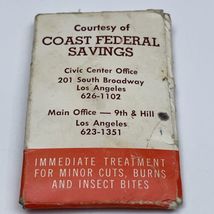 Courtesy of
COAST FEDERAL
SAVINGS
Civic Center Office
201 South Broadway
Los Angeles
626-1102
Main Office — 9th & Hill
Los Angeles
623-1351
IMMEDIATE TREATMENT
FOR MINOR CUTS, BURNS
AND INSECT BITES